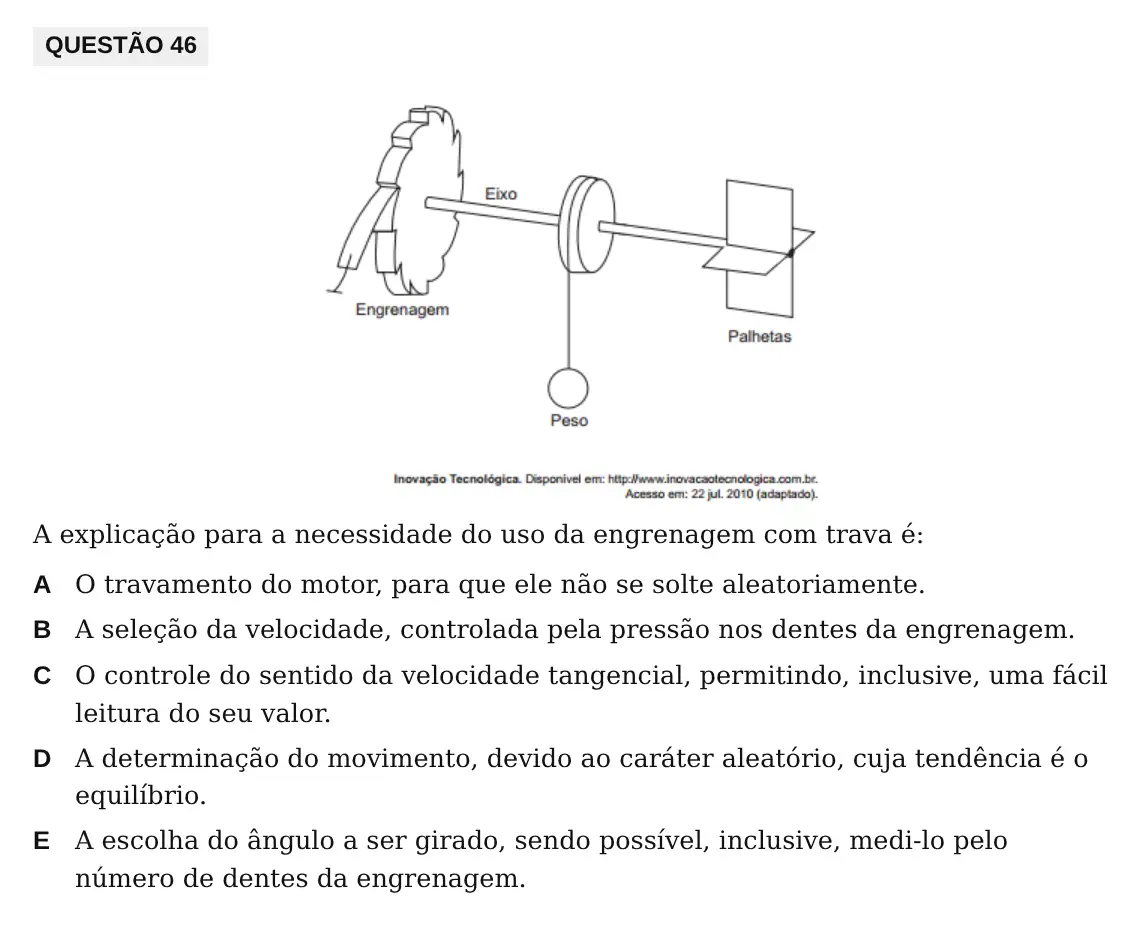 QUESTÃO 46
Eixo
Engrenagem
Palhetas
Peso
Inovação Tecnológica. Disponível em: http://www.inovacaotecnologica.com.br.
Acesso em: 22 jul. 2010 (adaptado).
A explicação para a necessidade do uso da engrenagem com trava é:
A O travamento do motor, para que ele não se solte aleatoriamente.
B A seleção da velocidade, controlada pela pressão nos dentes da engrenagem.
C O controle do sentido da velocidade tangencial, permitindo, inclusive, uma fácil
leitura do seu valor.
D A determinação do movimento, devido ao caráter aleatório, cuja tendência é o
equilíbrio.
E A escolha do ângulo a ser girado, sendo possível, inclusive, medi-lo pelo
número de dentes da engrenagem.